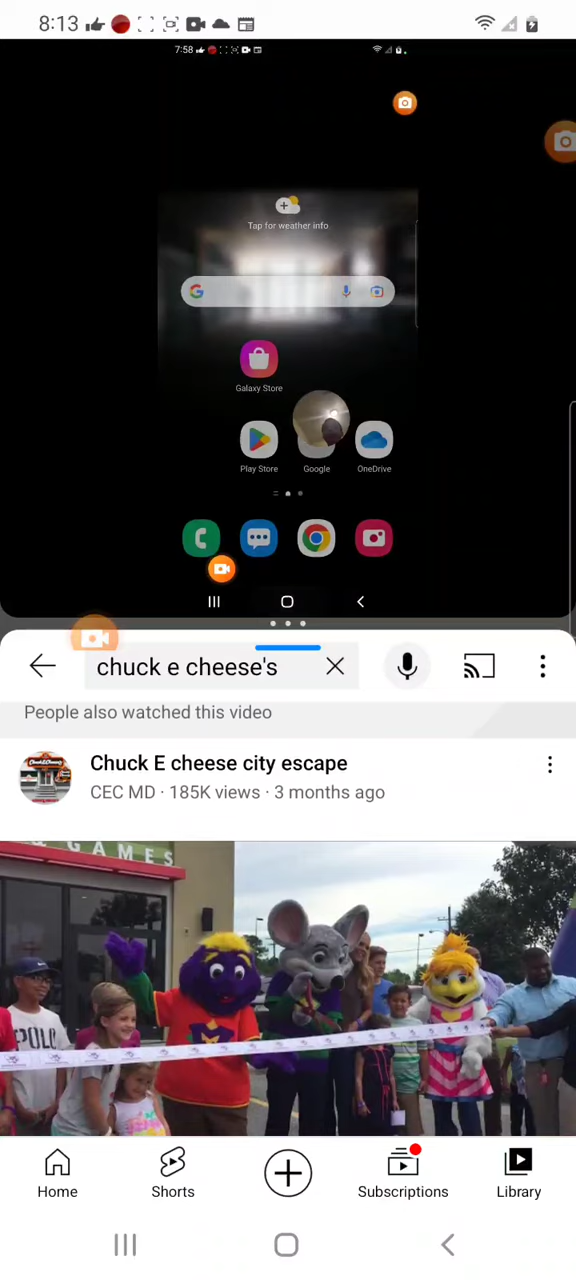 8:13
7:58
Tap for weather info
Galaxy Store
Play Store
Google
OneDrive
chuck e cheese's
People also watched this video
Chuck E cheese city escape
CEC MD · 185K views · 3 months ago
& GAMES
POLO
Home
Shorts
Subscriptions
Library